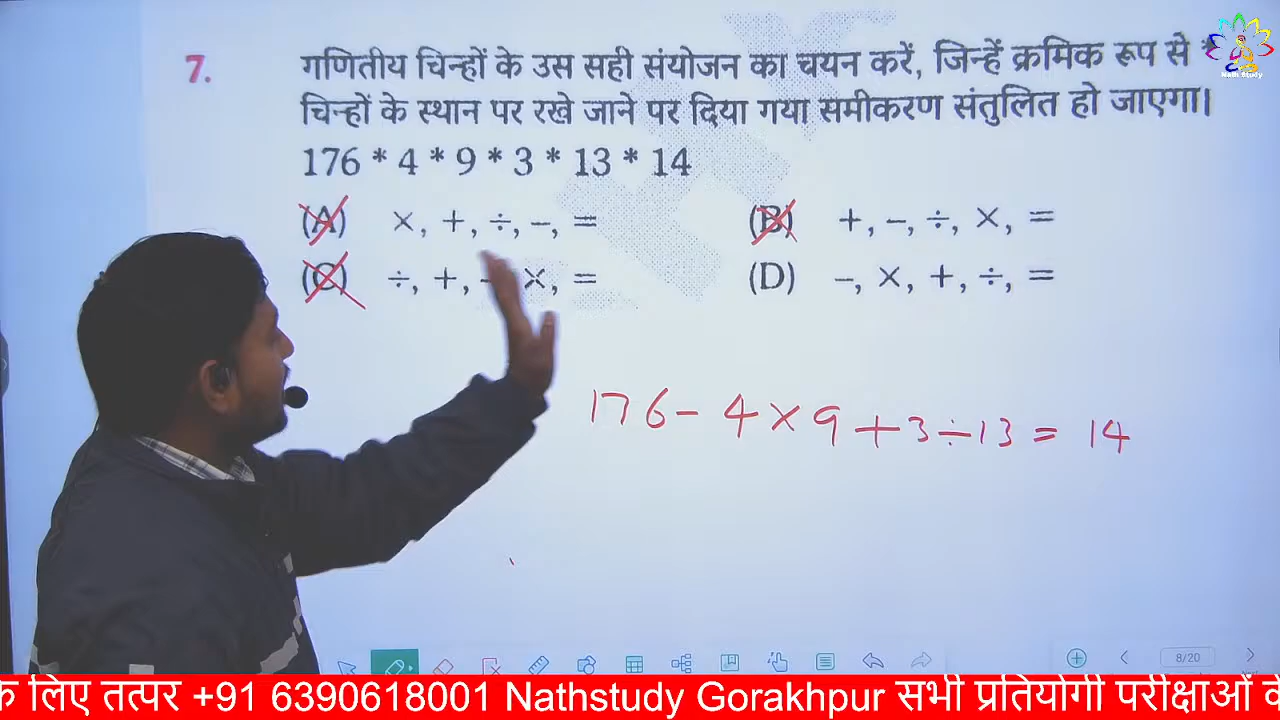 7. गणितीय चिन्हों के उस सही संयोजन का चयन करें, जिन्हें क्रमिक रूप से *
चिन्हों के स्थान पर रखे जाने पर दिया गया समीकरण संतुलित हो जाएगा।
176 * 4 * 9 * 3 * 13 * 14
(A) ×, +, ÷, –, = (B) +, –, ÷, ×, =
(C) ÷, +, –, ×, = (D) –, ×, +, ÷, =
176 – 4 × 9 + 3 ÷ 13 = 14
Nath Study
8/20
के लिए तत्पर +91 6390618001 Nathstudy Gorakhpur सभी प्रतियोगी परीक्षाओं के